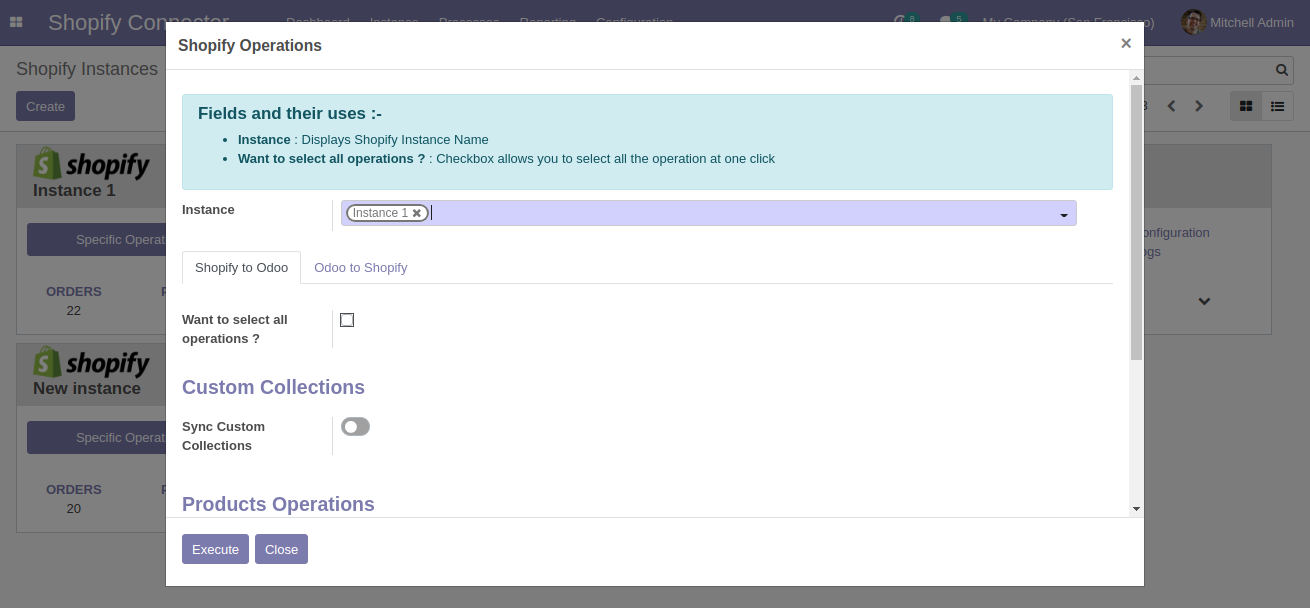 Shopify Connector
Dashboard Instance Processes Reporting Configuration
8
5
My Company (San Francisco)
Mitchell Admin
Shopify Operations
×
Shopify Instances
Create
Fields and their uses :-
• Instance : Displays Shopify Instance Name
• Want to select all operations ? : Checkbox allows you to select all the operation at one click
Instance
Instance 1 ✖
Shopify to Odoo
Odoo to Shopify
Want to select all
operations ?
Custom Collections
Sync Custom
Collections
Products Operations
Execute
Close
shopify
Instance 1
Specific Operat
ORDERS
22
shopify
New instance
Specific Operat
ORDERS
20
onfiguration
ogs